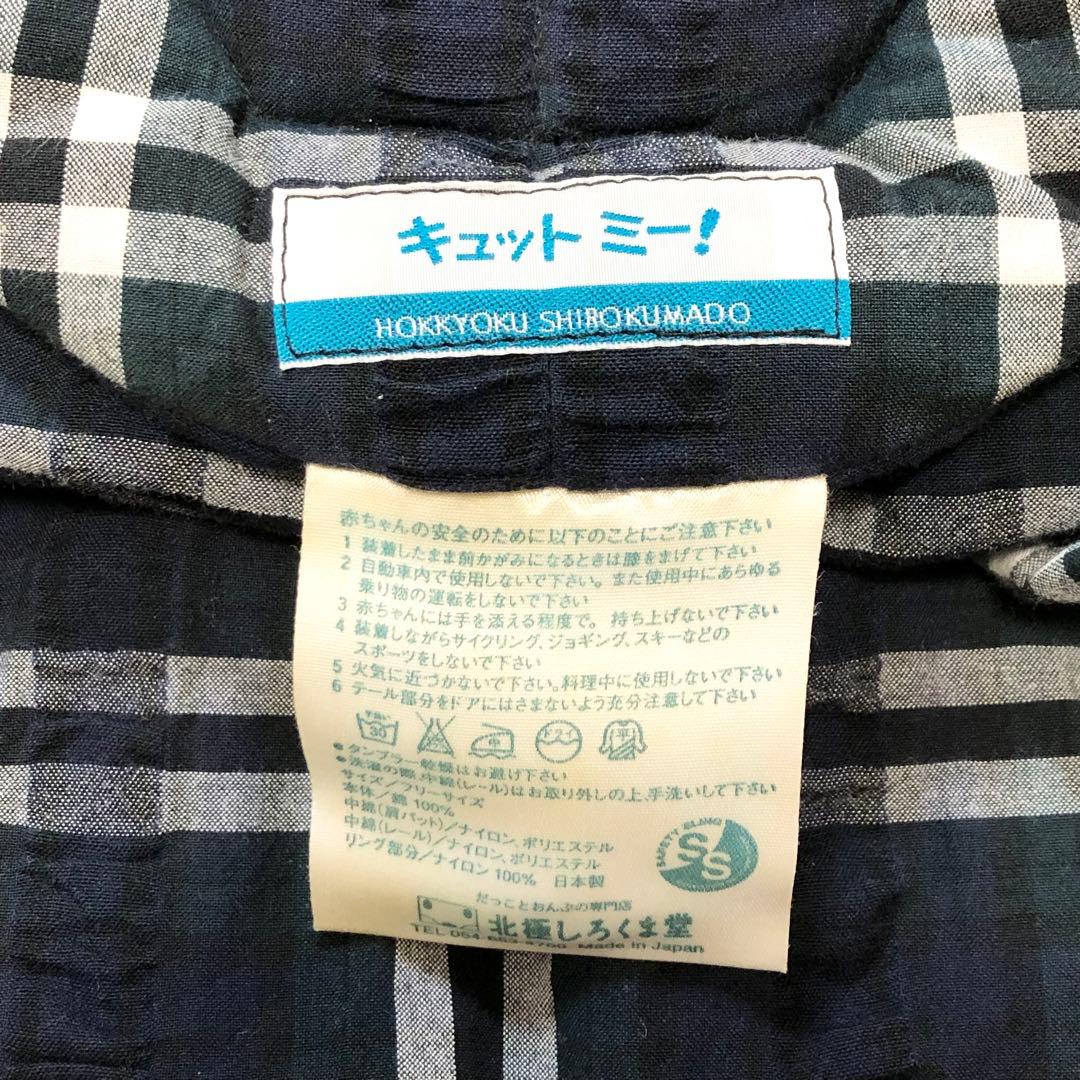 キュット ミー!
HOKKYOKU SHIROKUMADO
赤ちゃんの安全のために以下のことにご注意下さい
1 装着したまま前かがみになるときは膝をまげて下さい
2 自動車内で使用しないで下さい。また使用中にあらゆる
乗り物の運転をしないで下さい
3 赤ちゃんには手を添える程度で。持ち上げないで下さい
4 装着しながらサイクリング、ジョギング、スキーなどの
スポーツをしないで下さい
5 火気に近づかないで下さい。料理中に使用しないで下さい
6 テール部分をドアにはさまないよう充分注意して下さい
手洗い 30 中 ドライ 平
●タンブラー乾燥はお避け下さい
●洗濯の際、中綿(レール)はお取り外しの上、手洗いして下さい
サイズ/フリーサイズ
本体/綿 100%
中綿(肩パット)/ナイロン、ポリエステル
中綿(レール)/ナイロン、ポリエステル
リング部分/ナイロン 100% 日本製
SAFETY SLING
SS
だっことおんぶの専門店
北極しろくま堂
TEL 054 Made in Japan